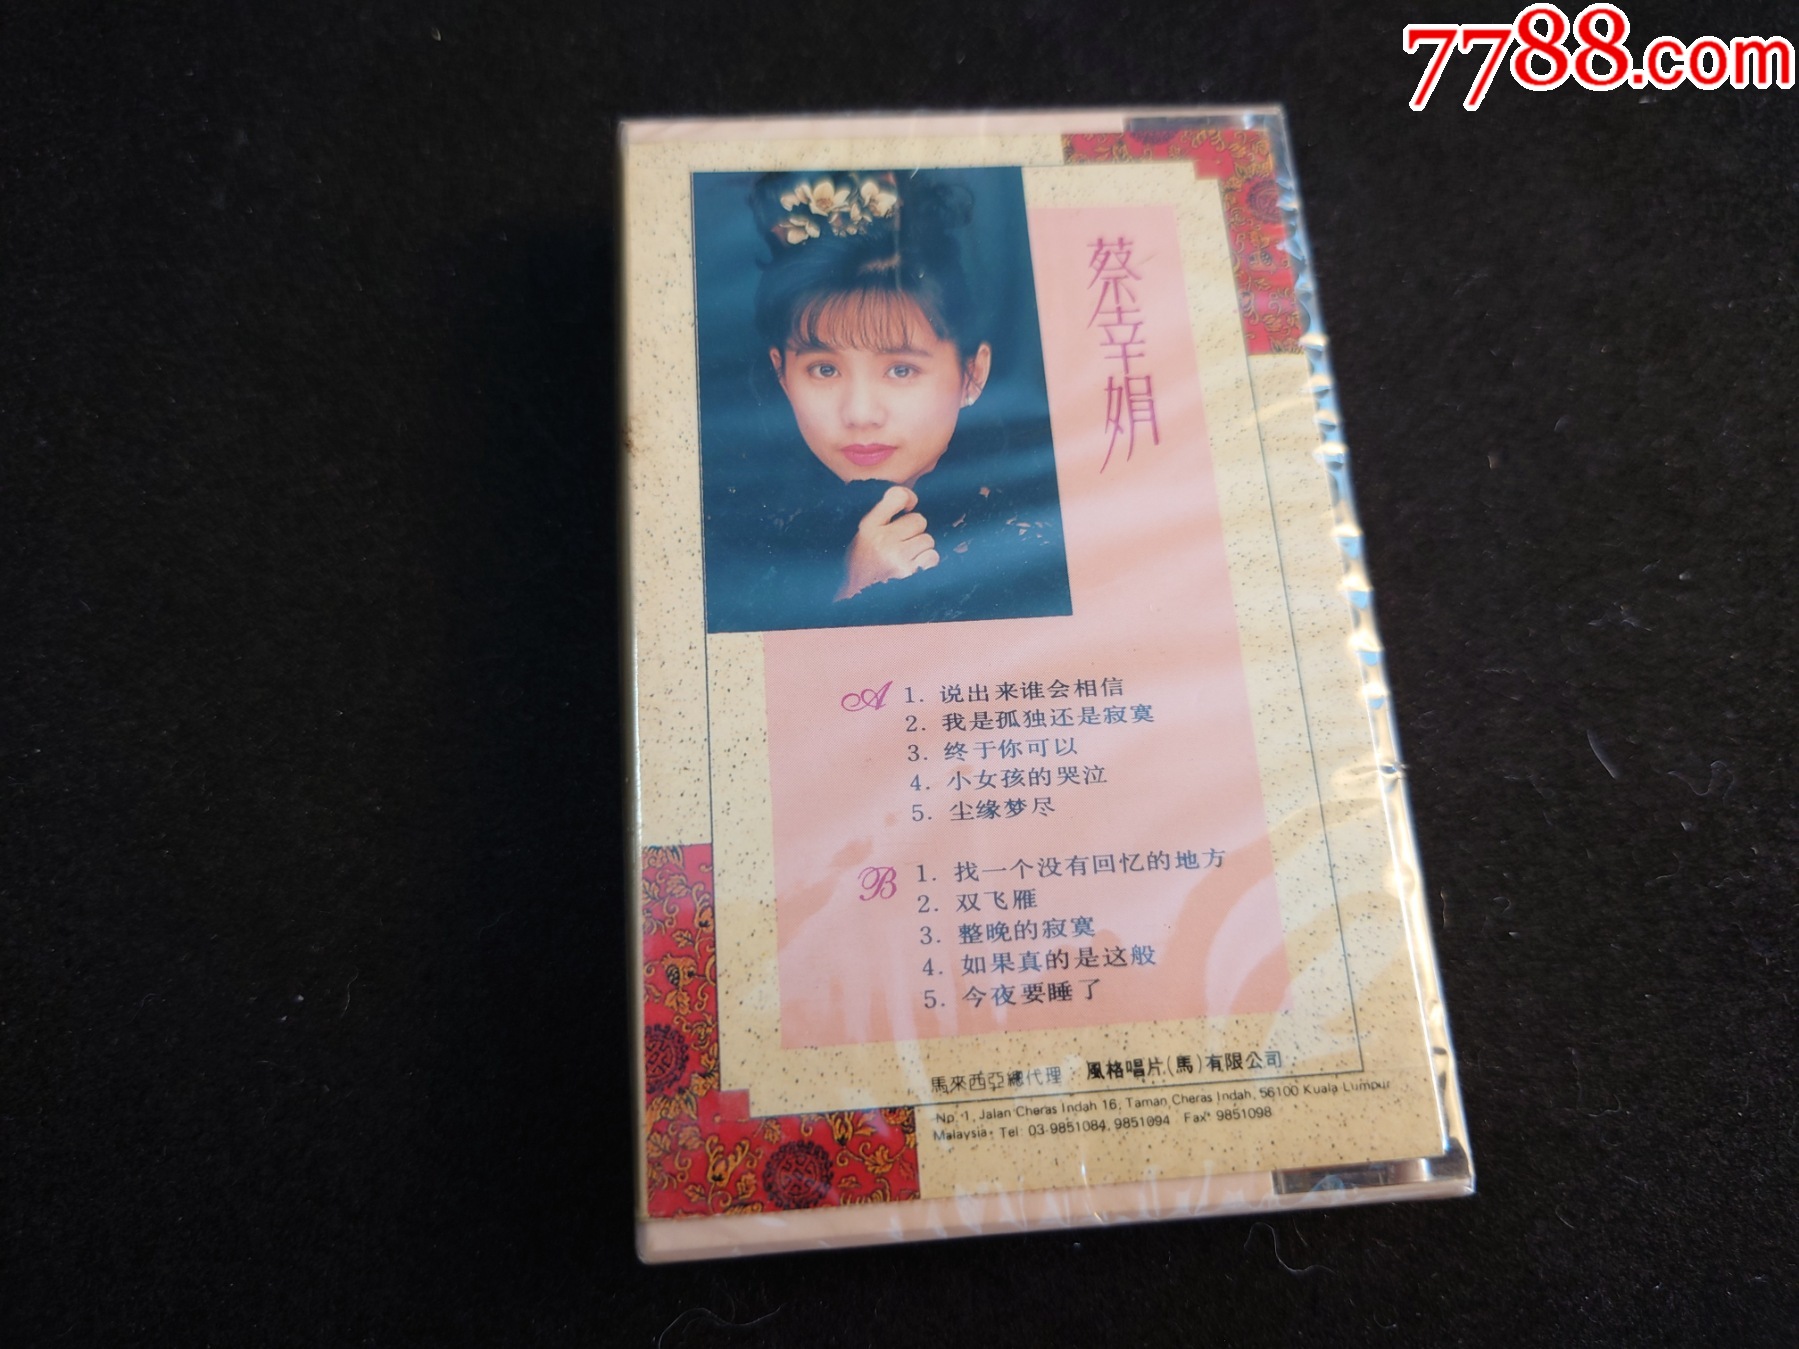 7788.com
蔡幸娟
A 1. 说出来谁会相信
2. 我是孤独还是寂寞
3. 终于你可以
4. 小女孩的哭泣
5. 尘缘梦尽
B 1. 找一个没有回忆的地方
2. 双飞雁
3. 整晚的寂寞
4. 如果真的是这般
5. 今夜要睡了
馬來西亞總代理 風格唱片(馬)有限公司
No. 1, Jalan Cheras Indah 16, Taman Cheras Indah, 56100 Kuala Lumpur
Malaysia. Tel: 03-9851084, 9851094 Fax: 9851098